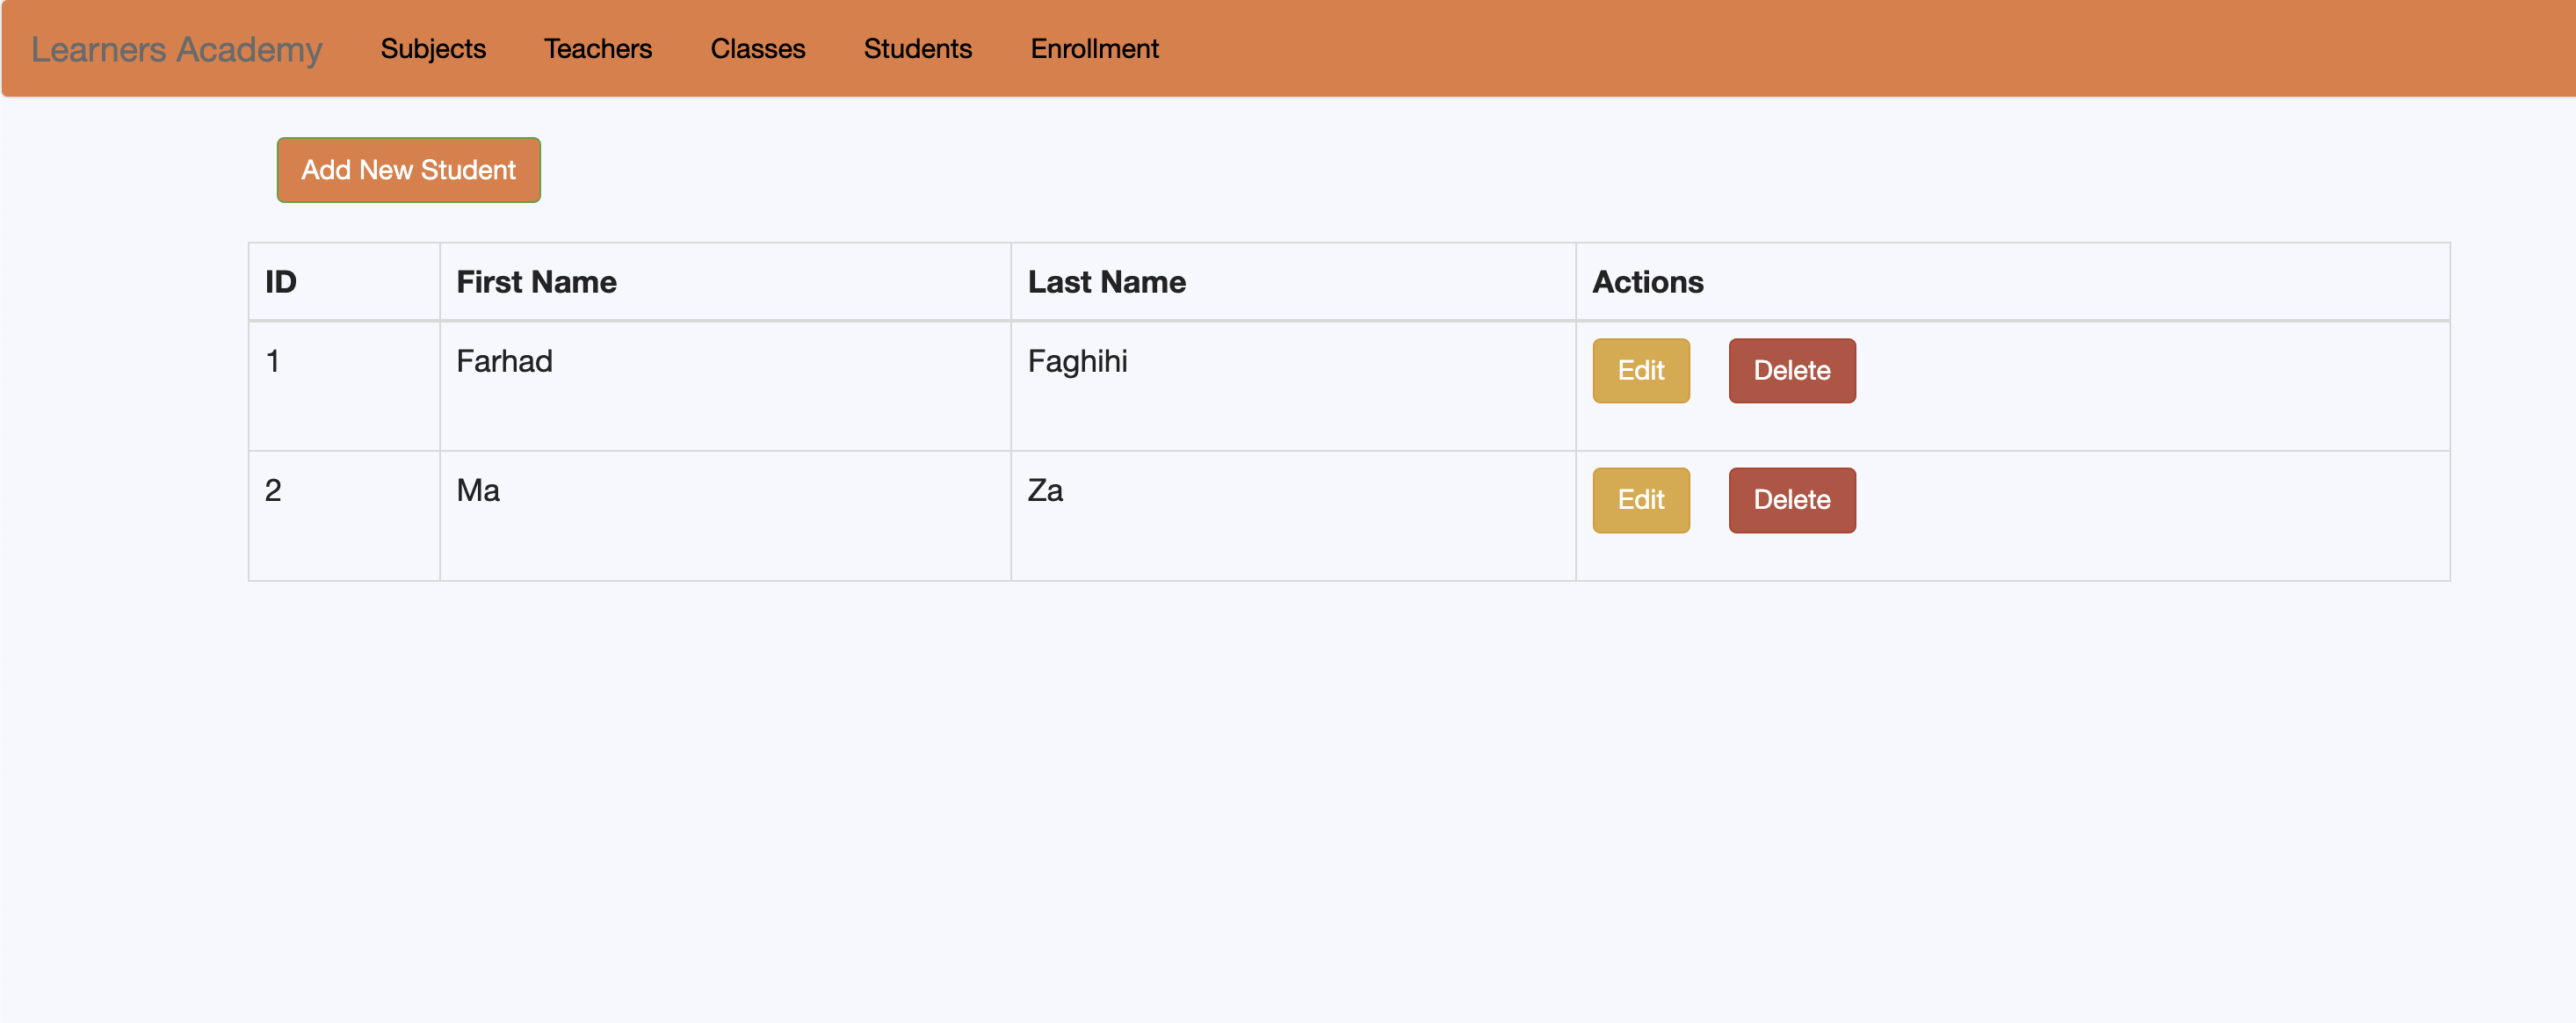 Learners Academy Subjects Teachers Classes Students Enrollment
Add New Student
ID First Name Last Name Actions
1 Farhad Faghihi Edit Delete
2 Ma Za Edit Delete